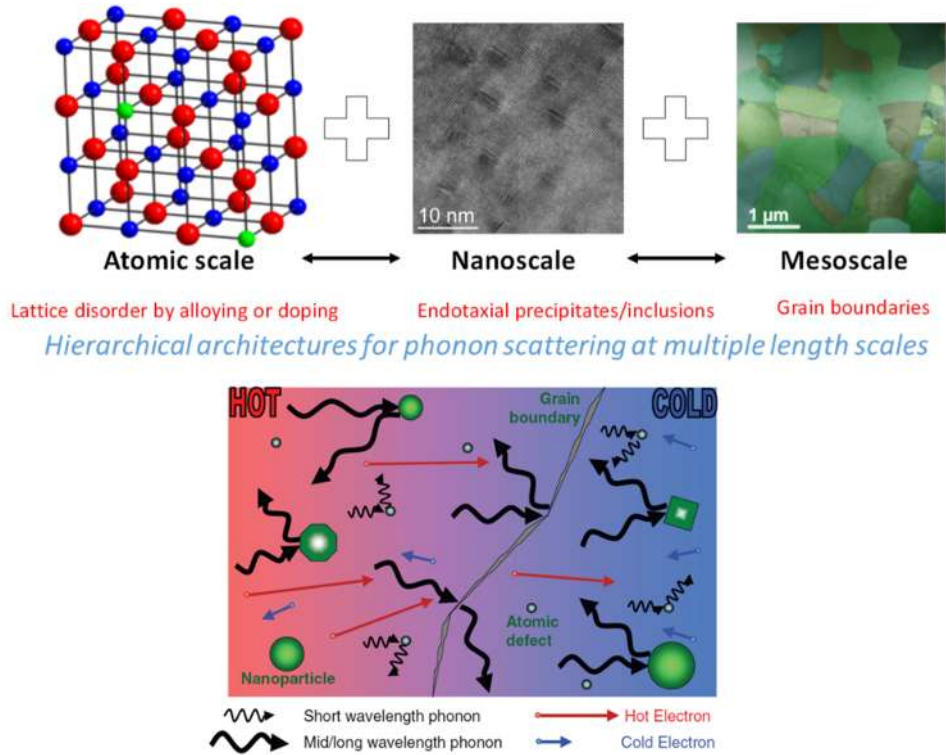 10 nm
1 µm
Atomic scale
Nanoscale
Mesoscale
Lattice disorder by alloying or doping
Endotaxial precipitates/inclusions
Grain boundaries
Hierarchical architectures for phonon scattering at multiple length scales
HOT
Grain
boundary
COLD
Atomic
defect
Nanoparticle
Short wavelength phonon
Hot Electron
Mid/long wavelength phonon
Cold Electron